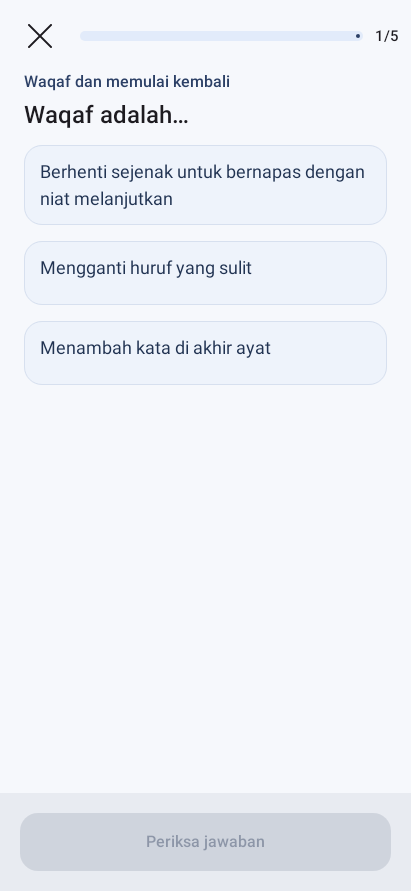 1/5
Waqaf dan memulai kembali
Waqaf adalah...
Berhenti sejenak untuk bernapas dengan
niat melanjutkan
Mengganti huruf yang sulit
Menambah kata di akhir ayat
Periksa jawaban